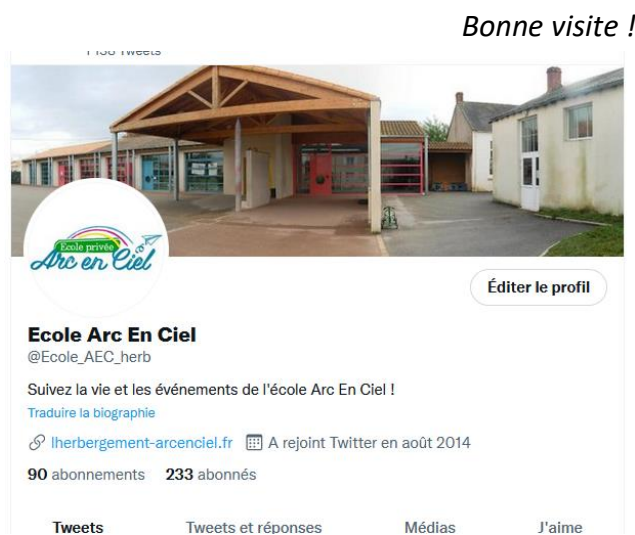 Bonne visite !
Tweets
Ecole privée
Arc en Ciel
Éditer le profil
Ecole Arc En Ciel
@Ecole_AEC_herb
Suivez la vie et les événements de l'école Arc En Ciel !
Traduire la biographie
lherbergement-arcenciel.fr A rejoint Twitter en août 2014
90 abonnements 233 abonnés
Tweets Tweets et réponses Médias J'aime